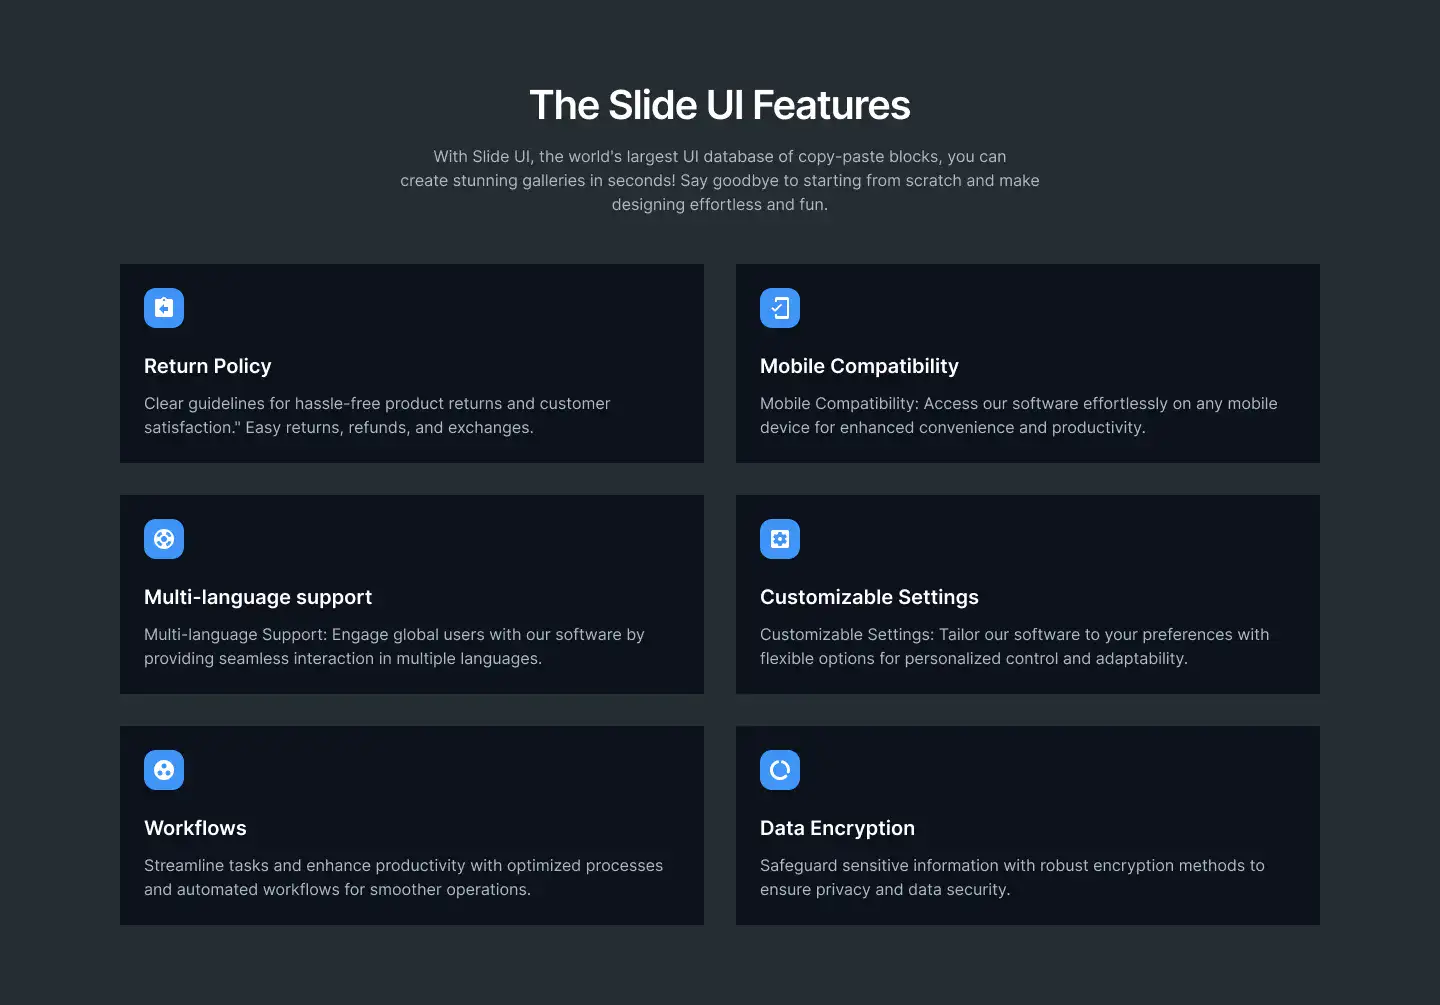 The Slide UI Features
With Slide UI, the world's largest UI database of copy-paste blocks, you can
create stunning galleries in seconds! Say goodbye to starting from scratch and make
designing effortless and fun.
Return Policy
Clear guidelines for hassle-free product returns and customer
satisfaction." Easy returns, refunds, and exchanges.
Mobile Compatibility
Mobile Compatibility: Access our software effortlessly on any mobile
device for enhanced convenience and productivity.
Multi-language support
Multi-language Support: Engage global users with our software by
providing seamless interaction in multiple languages.
Customizable Settings
Customizable Settings: Tailor our software to your preferences with
flexible options for personalized control and adaptability.
Workflows
Streamline tasks and enhance productivity with optimized processes
and automated workflows for smoother operations.
Data Encryption
Safeguard sensitive information with robust encryption methods to
ensure privacy and data security.